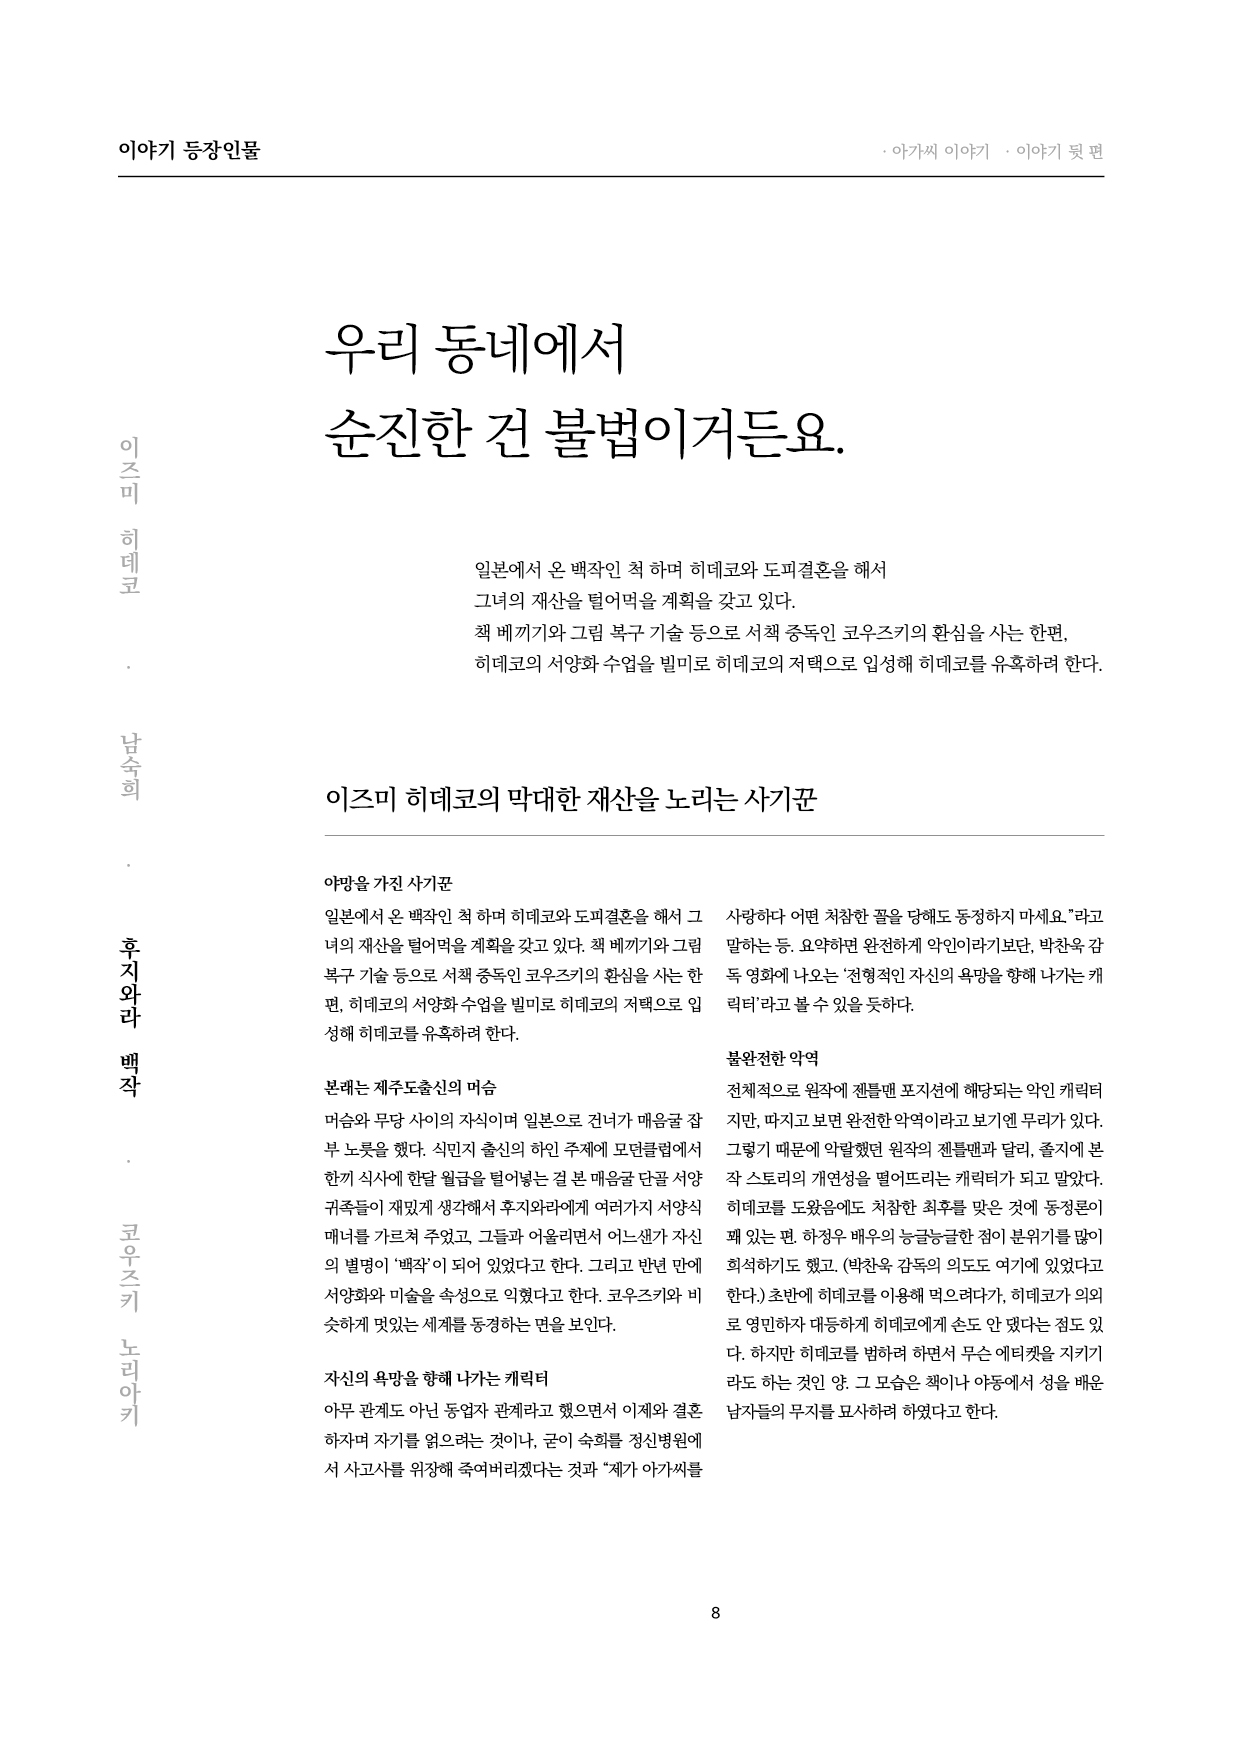 이야기 등장인물
· 아가씨 이야기 · 이야기 뒷 편
우리 동네에서
순진한 건 불법이거든요.
이즈미 히데코
·
남숙희
·
후지와라 백작
·
코우즈키 노리아키
일본에서 온 백작인 척 하며 히데코와 도피결혼을 해서
그녀의 재산을 털어먹을 계획을 갖고 있다.
책 베끼기와 그림 복구 기술 등으로 서책 중독인 코우즈키의 환심을 사는 한편,
히데코의 서양화 수업을 빌미로 히데코의 저택으로 입성해 히데코를 유혹하려 한다.
이즈미 히데코의 막대한 재산을 노리는 사기꾼
야망을 가진 사기꾼
일본에서 온 백작인 척 하며 히데코와 도피결혼을 해서 그
녀의 재산을 털어먹을 계획을 갖고 있다. 책 베끼기와 그림
복구 기술 등으로 서책 중독인 코우즈키의 환심을 사는 한
편, 히데코의 서양화 수업을 빌미로 히데코의 저택으로 입
성해 히데코를 유혹하려 한다.
본래는 제주도출신의 머슴
머슴와 무당 사이의 자식이며 일본으로 건너가 매음굴 잡
부 노릇을 했다. 식민지 출신의 하인 주제에 모던클럽에서
한끼 식사에 한달 월급을 털어넣는 걸 본 매음굴 단골 서양
귀족들이 재밌게 생각해서 후지와라에게 여러가지 서양식
매너를 가르쳐 주었고, 그들과 어울리면서 어느샌가 자신
의 별명이 ‘백작’이 되어 있었다고 한다. 그리고 반년 만에
서양화와 미술을 속성으로 익혔다고 한다. 코우즈키와 비
슷하게 멋있는 세계를 동경하는 면을 보인다.
자신의 욕망을 향해 나가는 캐릭터
아무 관계도 아닌 동업자 관계라고 했으면서 이제와 결혼
하자며 자기를 얽으려는 것이나, 굳이 숙희를 정신병원에
서 사고사를 위장해 죽여버리겠다는 것과 “제가 아가씨를
사랑하다 어떤 처참한 꼴을 당해도 동정하지 마세요.”라고
말하는 등. 요약하면 완전하게 악인이라기보단, 박찬욱 감
독 영화에 나오는 ‘전형적인 자신의 욕망을 향해 나가는 캐
릭터’라고 볼 수 있을 듯하다.
불완전한 악역
전체적으로 원작에 젠틀맨 포지션에 해당되는 악인 캐릭터
지만, 따지고 보면 완전한 악역이라고 보기엔 무리가 있다.
그렇기 때문에 악랄했던 원작의 젠틀맨과 달리, 졸지에 본
작 스토리의 개연성을 떨어뜨리는 캐릭터가 되고 말았다.
히데코를 도왔음에도 처참한 최후를 맞은 것에 동정론이
꽤 있는 편. 하정우 배우의 능글능글한 점이 분위기를 많이
희석하기도 했고. (박찬욱 감독의 의도도 여기에 있었다고
한다.) 초반에 히데코를 이용해 먹으려다가, 히데코가 의외
로 영민하자 대등하게 히데코에게 손도 안 댔다는 점도 있
다. 하지만 히데코를 범하려 하면서 무슨 에티켓을 지키기
라도 하는 것인 양. 그 모습은 책이나 야동에서 성을 배운
남자들의 무지를 묘사하려 하였다고 한다.
8